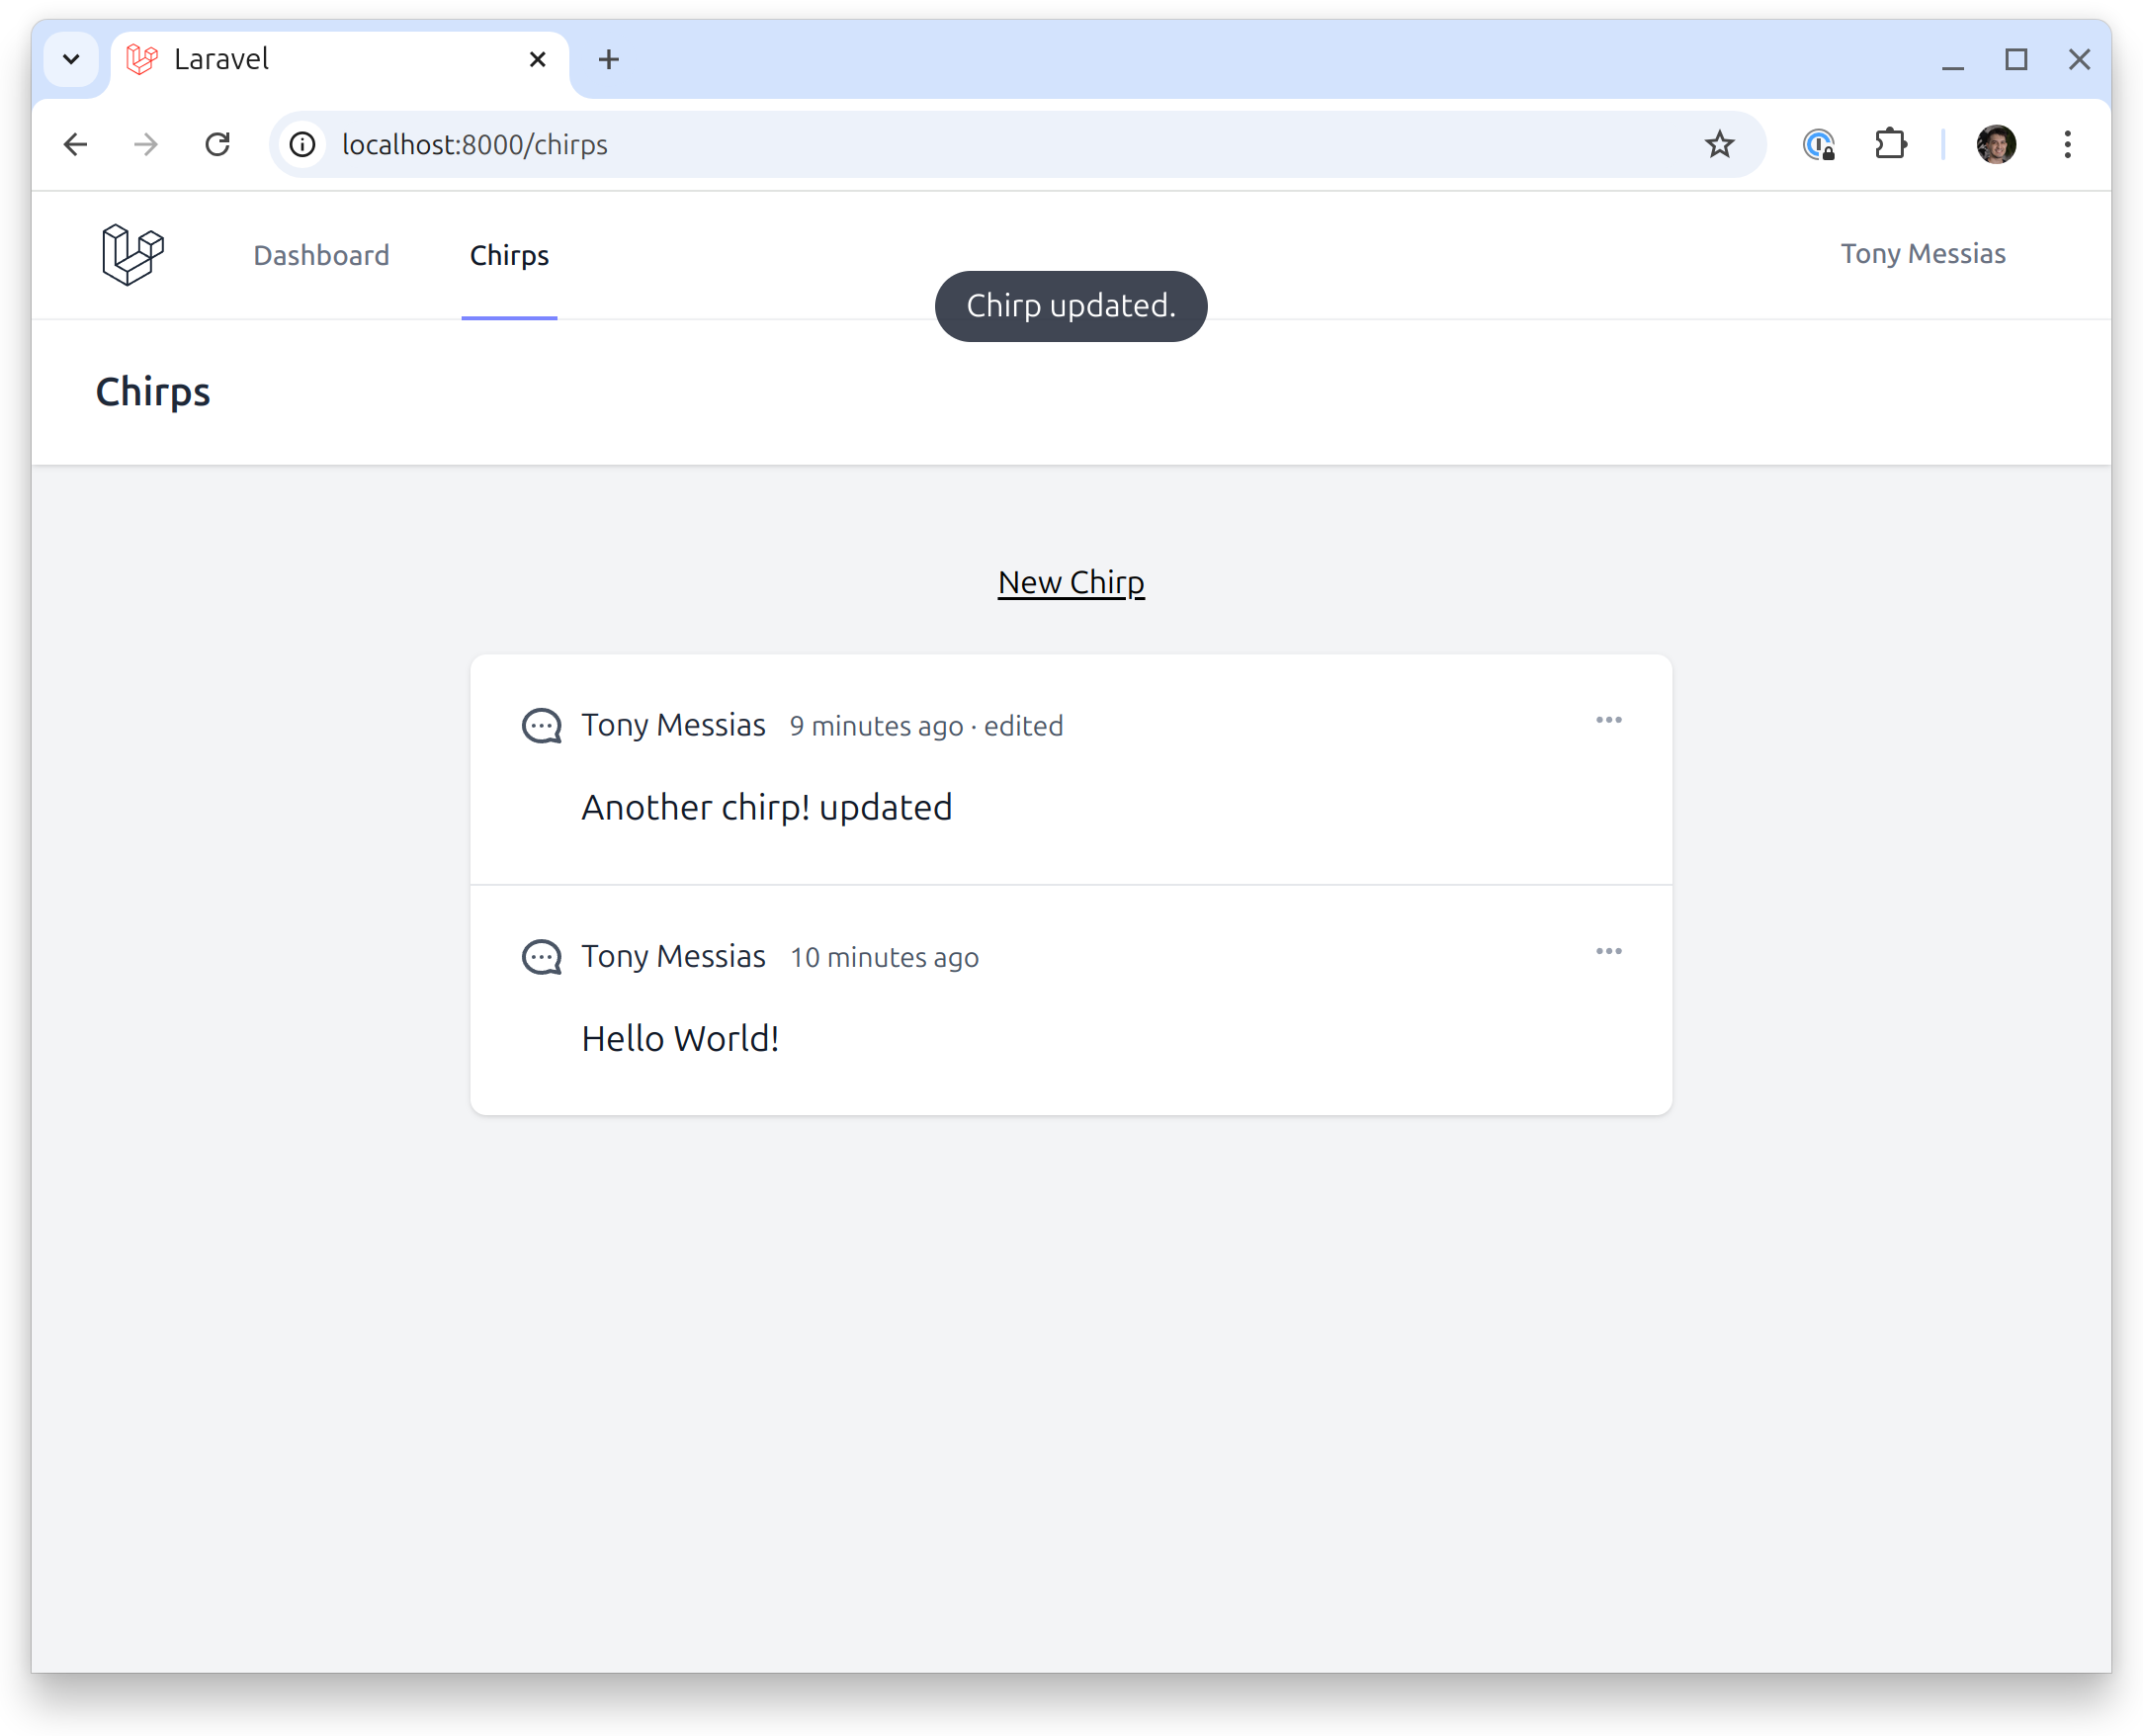 Laravel
localhost:8000/chirps
Dashboard
Chirps
Tony Messias
Chirp updated.
Chirps
New Chirp
Tony Messias 9 minutes ago · edited
Another chirp! updated
Tony Messias 10 minutes ago
Hello World!